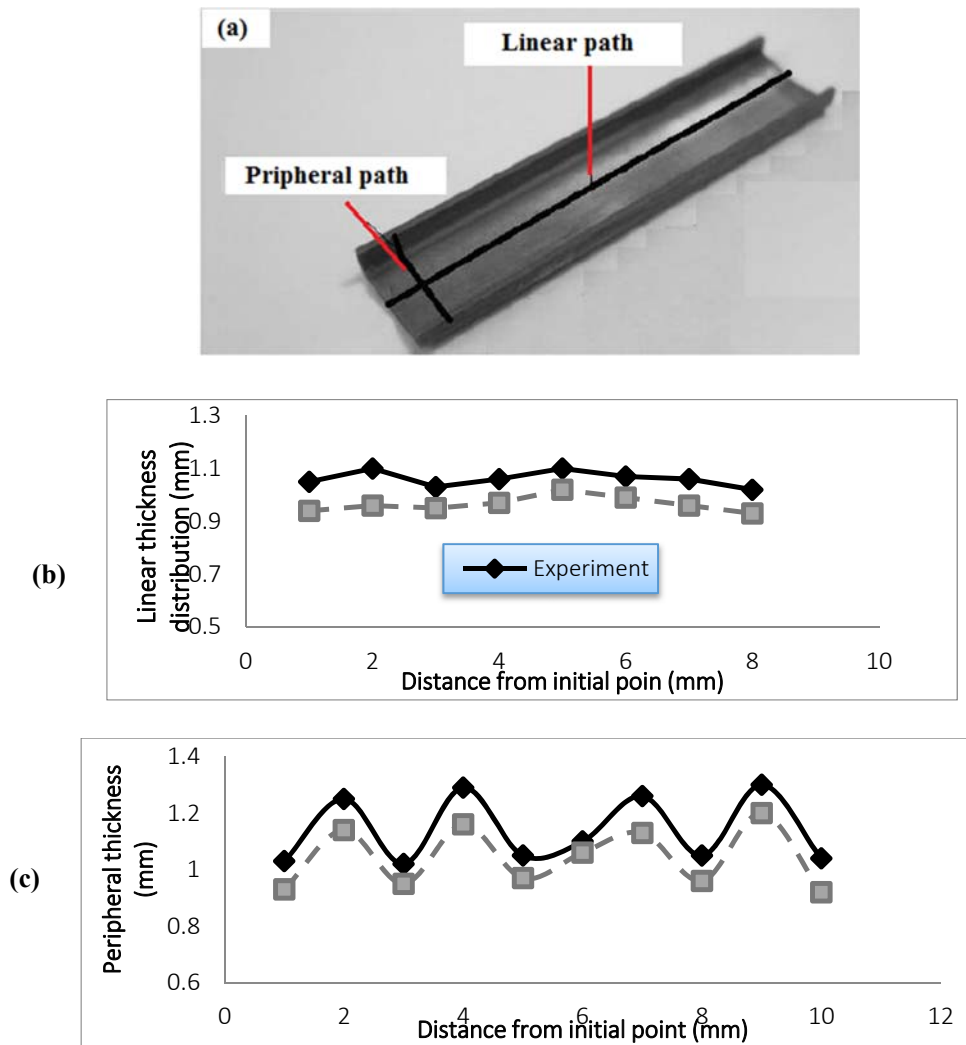 (a)
Linear path
Pripheral path
(b)
Linear thickness
distribution (mm)
1.3
1.1
0.9
0.7
0.5
Experiment
0 2 4 6 8 10
Distance from initial poin (mm)
(c)
Peripheral thickness
(mm)
1.4
1.2
1
0.8
0.6
0 2 4 6 8 10 12
Distance from initial point (mm)